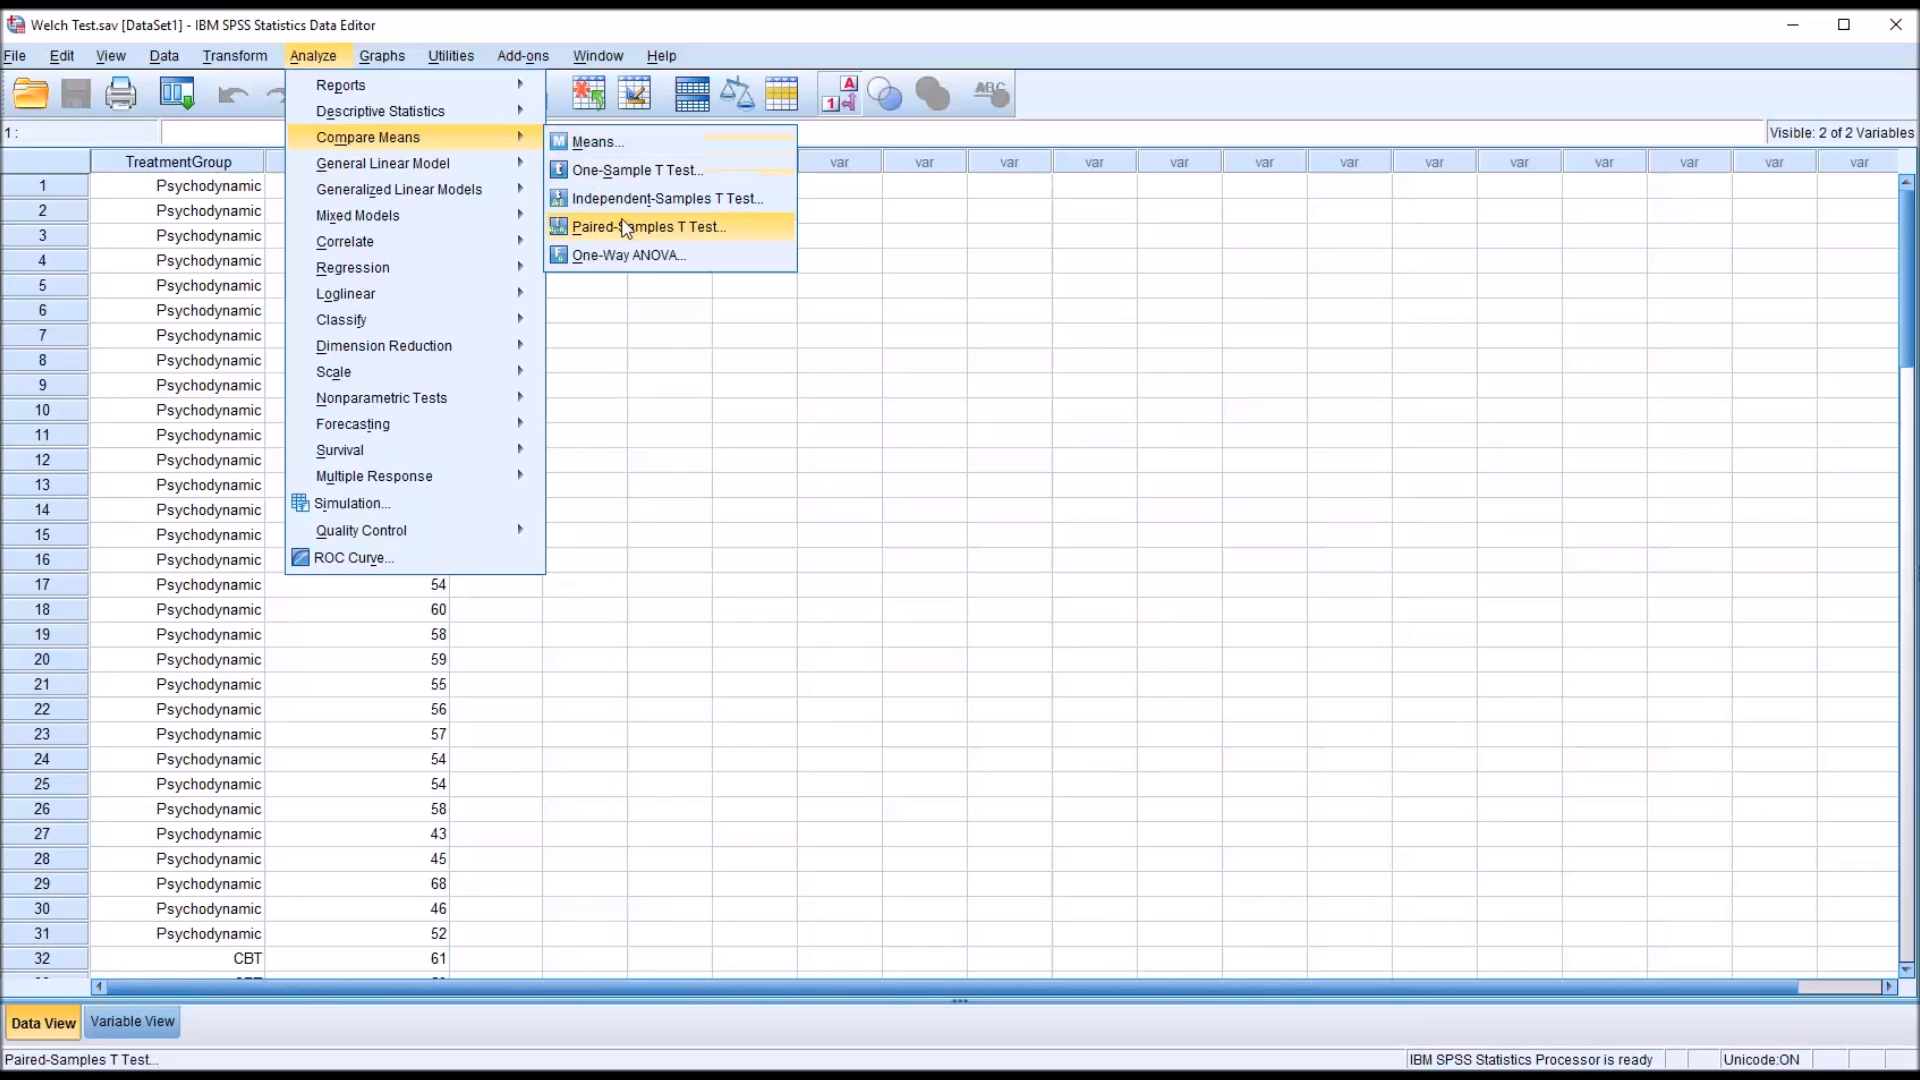 Welch Test.sav [DataSet1] - IBM SPSS Statistics Data Editor
File Edit View Data Transform Analyze Graphs Utilities Add-ons Window Help
1 A ABC
1 : Visible: 2 of 2 Variables
Reports
Descriptive Statistics
Compare Means
General Linear Model
Generalized Linear Models
Mixed Models
Correlate
Regression
Loglinear
Classify
Dimension Reduction
Scale
Nonparametric Tests
Forecasting
Survival
Multiple Response
Simulation...
Quality Control
ROC Curve...
M Means...
t One-Sample T Test...
Independent-Samples T Test...
Paired-Samples T Test...
One-Way ANOVA...
TreatmentGroup var var var var var var var var var var var var var
1 Psychodynamic
2 Psychodynamic
3 Psychodynamic
4 Psychodynamic
5 Psychodynamic
6 Psychodynamic
7 Psychodynamic
8 Psychodynamic
9 Psychodynamic
10 Psychodynamic
11 Psychodynamic
12 Psychodynamic
13 Psychodynamic
14 Psychodynamic
15 Psychodynamic
16 Psychodynamic
17 Psychodynamic 54
18 Psychodynamic 60
19 Psychodynamic 58
20 Psychodynamic 59
21 Psychodynamic 55
22 Psychodynamic 56
23 Psychodynamic 57
24 Psychodynamic 54
25 Psychodynamic 54
26 Psychodynamic 58
27 Psychodynamic 43
28 Psychodynamic 45
29 Psychodynamic 68
30 Psychodynamic 46
31 Psychodynamic 52
32 CBT 61
Data View Variable View
Paired-Samples T Test... IBM SPSS Statistics Processor is ready Unicode:ON